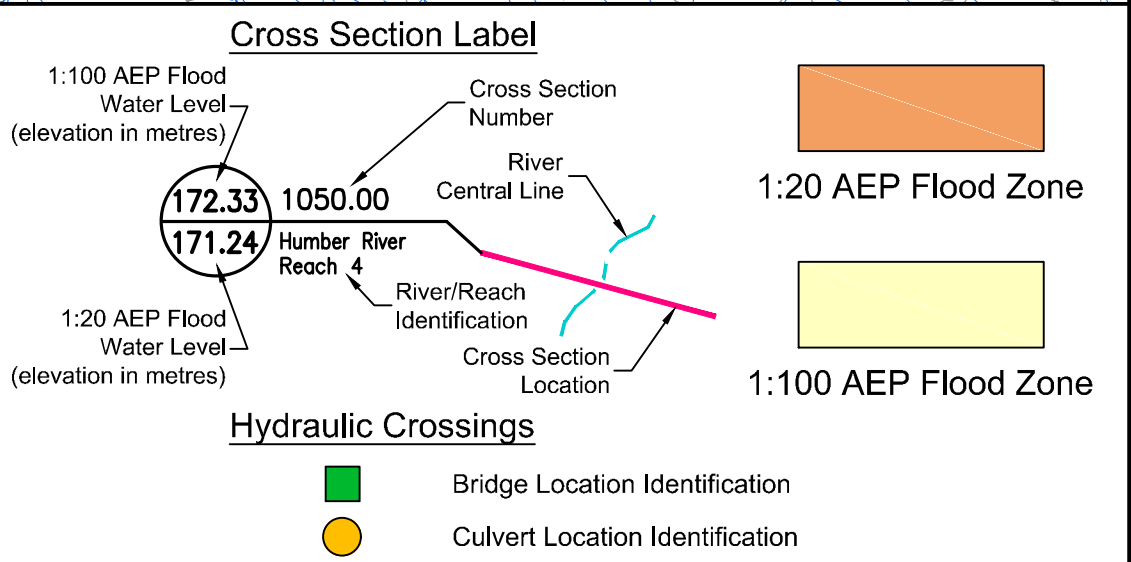 Cross Section Label
1:100 AEP Flood
Water Level
(elevation in metres)
Cross Section
Number
River
Central Line
172.33
1050.00
171.24
Humber River
Reach 4
River/Reach
Identification
1:20 AEP Flood
Water Level
(elevation in metres)
Cross Section
Location
1:20 AEP Flood Zone
1:100 AEP Flood Zone
Hydraulic Crossings
Bridge Location Identification
Culvert Location Identification